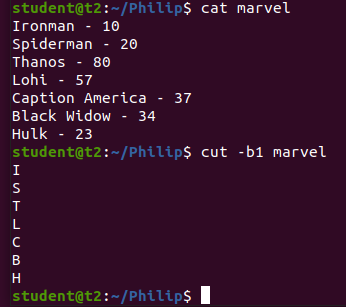 student@t2:~/Philip$ cat marvel
Ironman - 10
Spiderman - 20
Thanos - 80
Lohi - 57
Caption America - 37
Black Widow - 34
Hulk - 23
student@t2:~/Philip$ cut -b1 marvel
I
S
T
L
C
B
H
student@t2:~/Philip$